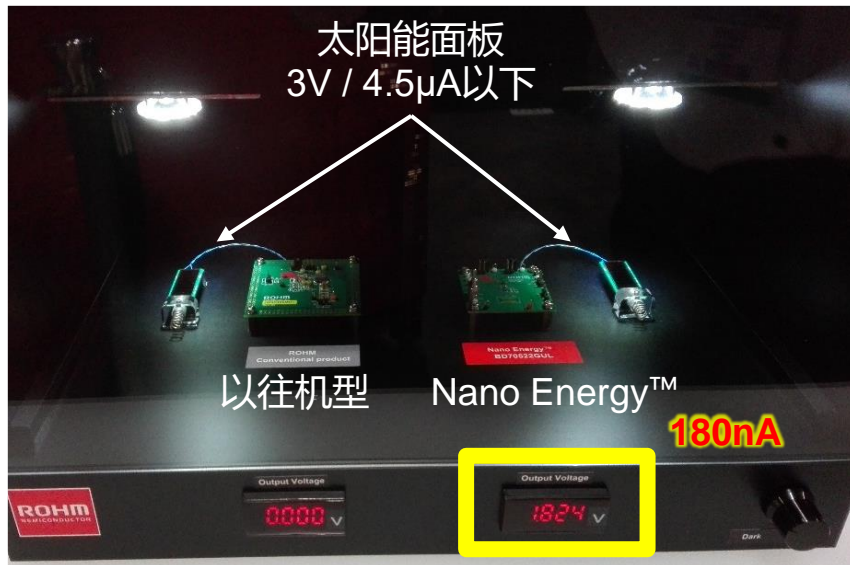 太阳能面板
3V / 4.5μA以下
ROHM
ROHM
Conventional product
Nano Energy™
BD70522GUL
以往机型
Nano Energy™
180nA
Output Voltage
0.000 V
Output Voltage
1.824 V
ROHM
SEMICONDUCTOR
Dark